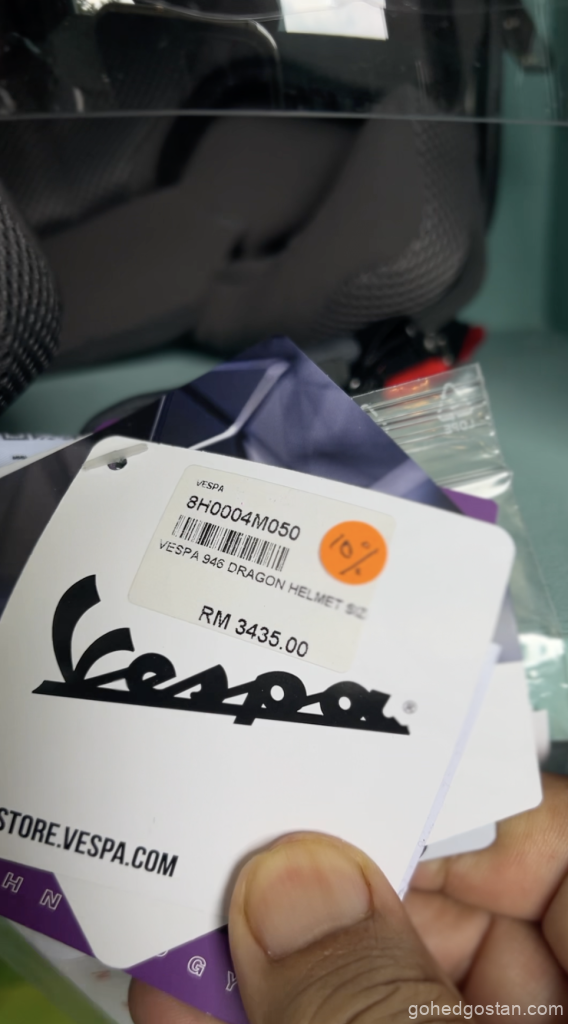 VESPA
8H0004M050
10%
VESPA 946 DRAGON HELMET SIZ
RM 3435.00
Vespa®
STORE.VESPA.COM
H N
G Y
gohedgostan.com